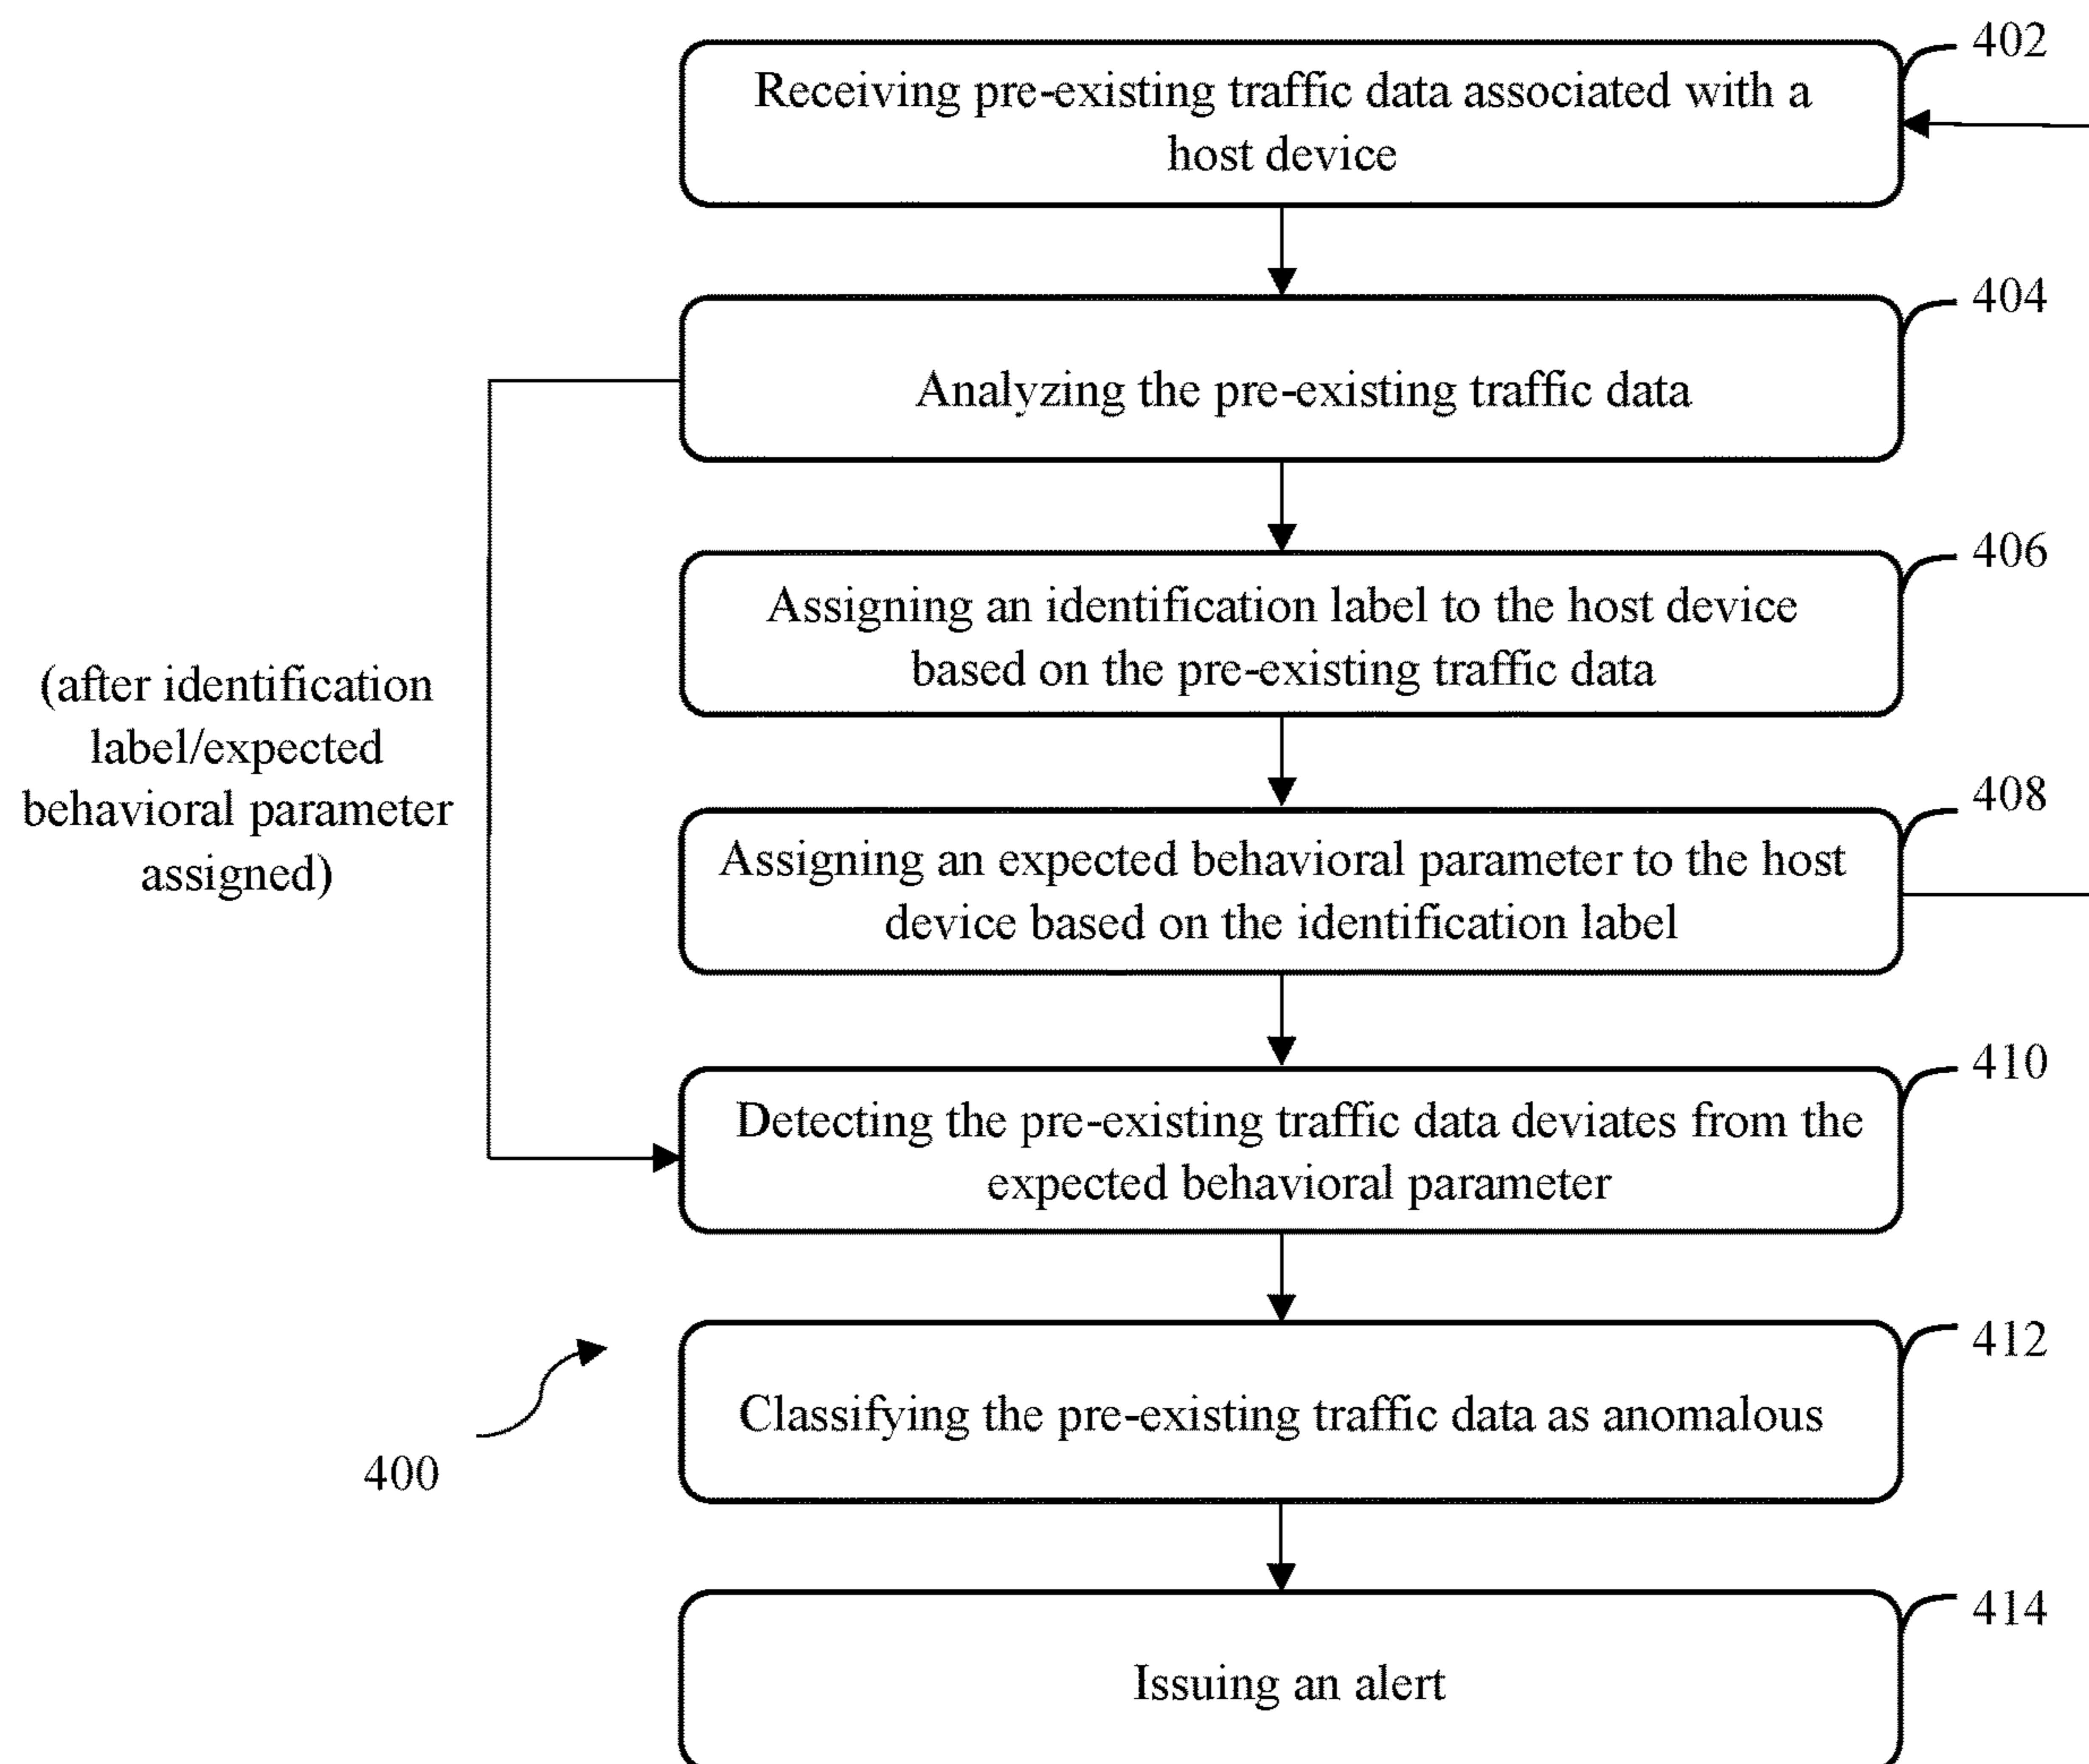 402
Receiving pre-existing traffic data associated with a
host device
404
Analyzing the pre-existing traffic data
406
Assigning an identification label to the host device
based on the pre-existing traffic data
(after identification
label/expected
behavioral parameter
assigned)
408
Assigning an expected behavioral parameter to the host
device based on the identification label
410
Detecting the pre-existing traffic data deviates from the
expected behavioral parameter
412
Classifying the pre-existing traffic data as anomalous
400
414
Issuing an alert